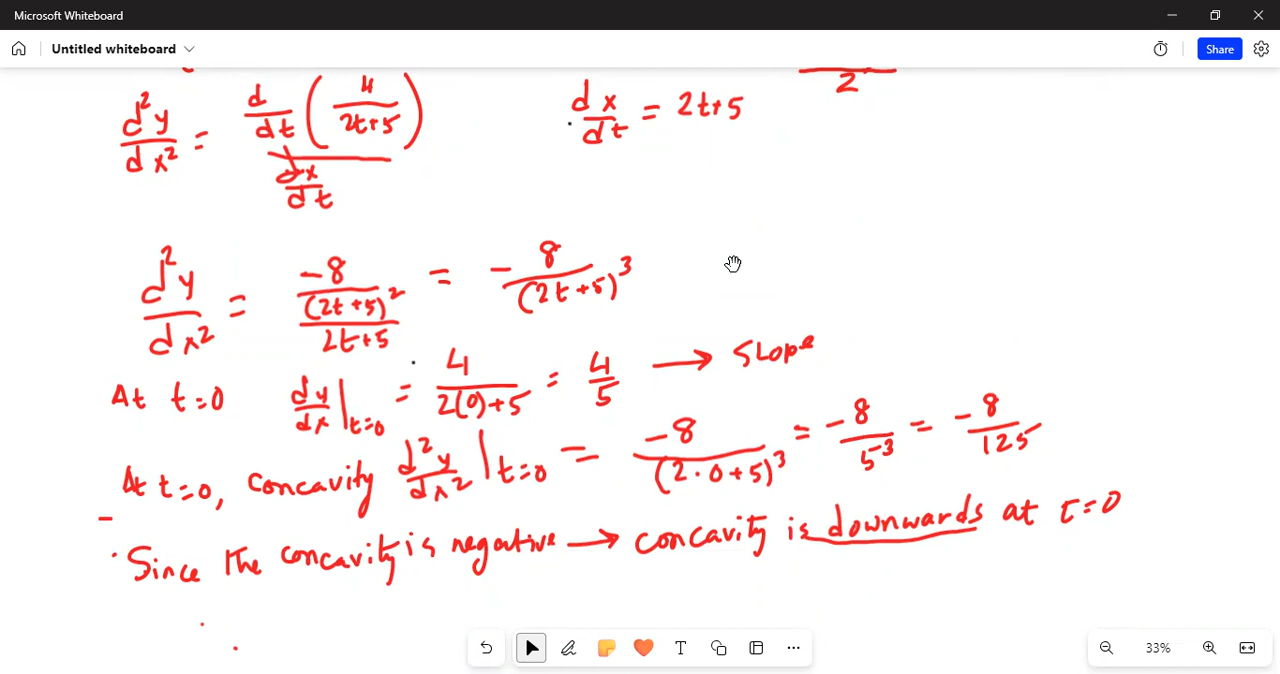 Microsoft Whiteboard
Untitled whiteboard
Share
2
d²y/dx² = d/dt (4/(2t+5)) / (dx/dt)
dx/dt = 2t+5
d²y/dx² = (-8/(2t+5)²)/(2t+5) = -8/(2t+5)³
At t=0 dy/dx|t=0 = 4/(2(0)+5) = 4/5 → Slope
At t=0, concavity d²y/dx²|t=0 = -8/(2·0+5)³ = -8/5³ = -8/125
Since the concavity is negative → concavity is downwards at t=0
33%